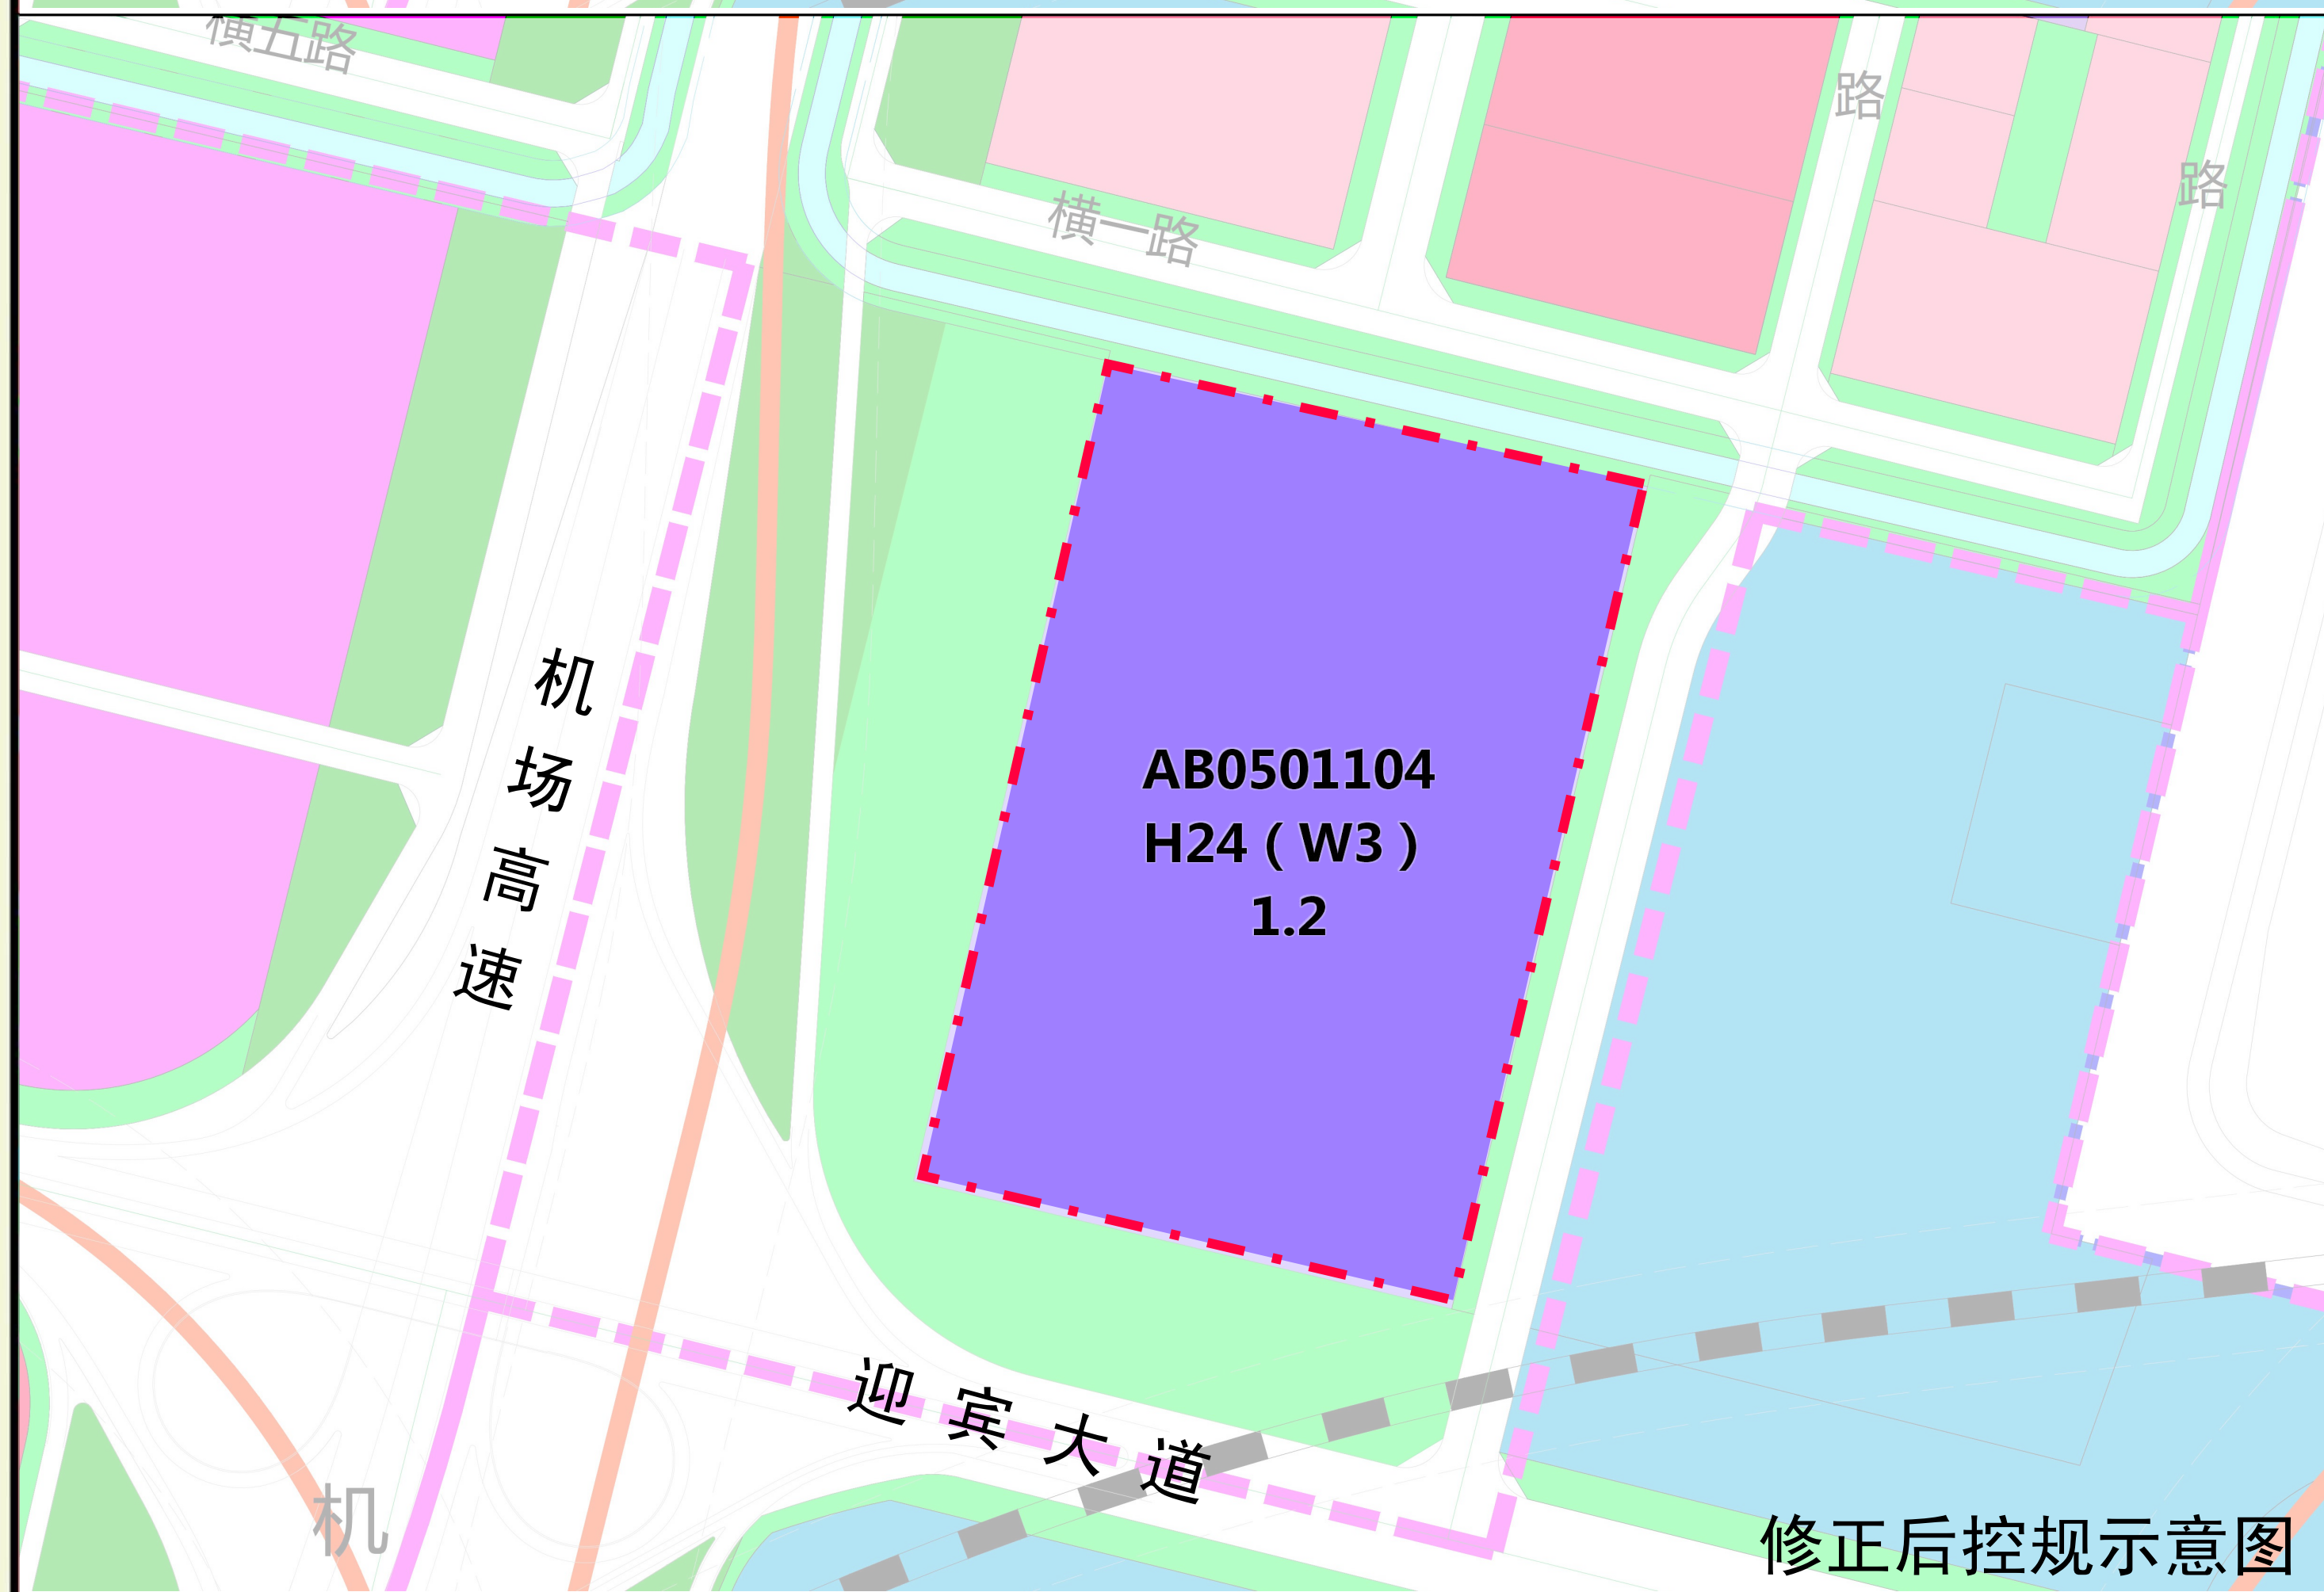 横五路
路
路
横一路
机场高速
AB0501104
H24（W3）
1.2
迎宾大道
机
修正后控规示意图